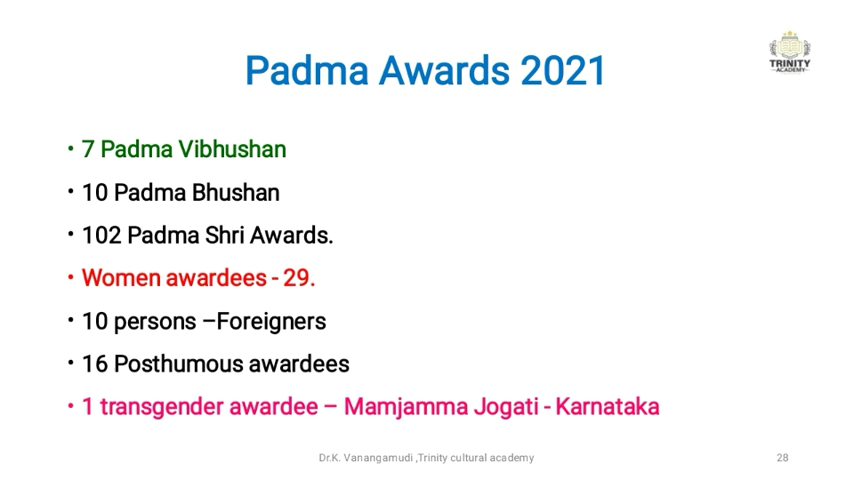 TRINITY
ACADEMY
Padma Awards 2021
• 7 Padma Vibhushan
• 10 Padma Bhushan
• 102 Padma Shri Awards.
• Women awardees - 29.
• 10 persons –Foreigners
• 16 Posthumous awardees
• 1 transgender awardee – Mamjamma Jogati - Karnataka
Dr.K. Vanangamudi ,Trinity cultural academy
28